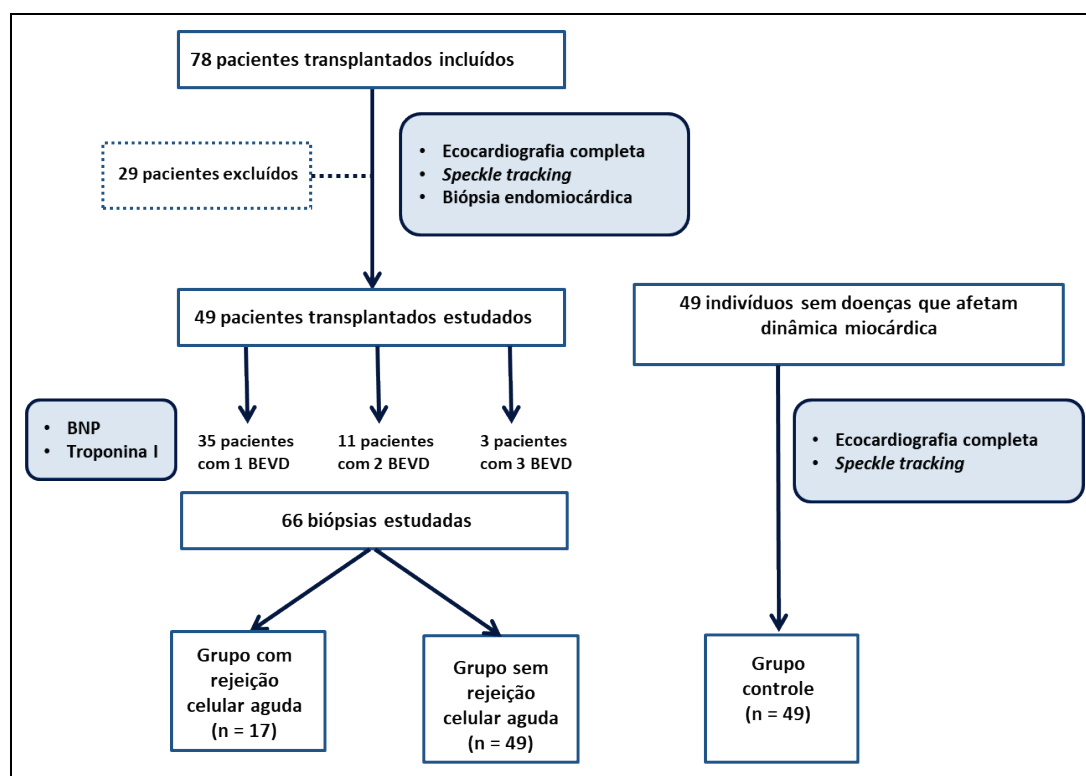 78 pacientes transplantados incluídos
29 pacientes excluídos
• Ecocardiografia completa
• Speckle tracking
• Biópsia endomiocárdica
49 pacientes transplantados estudados
49 indivíduos sem doenças que afetam
dinâmica miocárdica
• BNP
• Troponina I
35 pacientes
com 1 BEVD
11 pacientes
com 2 BEVD
3 pacientes
com 3 BEVD
• Ecocardiografia completa
• Speckle tracking
66 biópsias estudadas
Grupo com
rejeição
celular aguda
(n = 17)
Grupo sem
rejeição
celular aguda
(n = 49)
Grupo
controle
(n = 49)